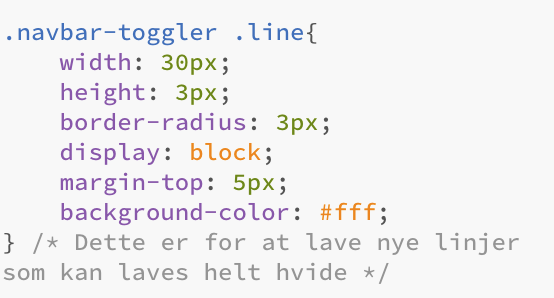 .navbar-toggler .line{
    width: 30px;
    height: 3px;
    border-radius: 3px;
    display: block;
    margin-top: 5px;
    background-color: #fff;
} /* Dette er for at lave nye linjer
som kan laves helt hvide */